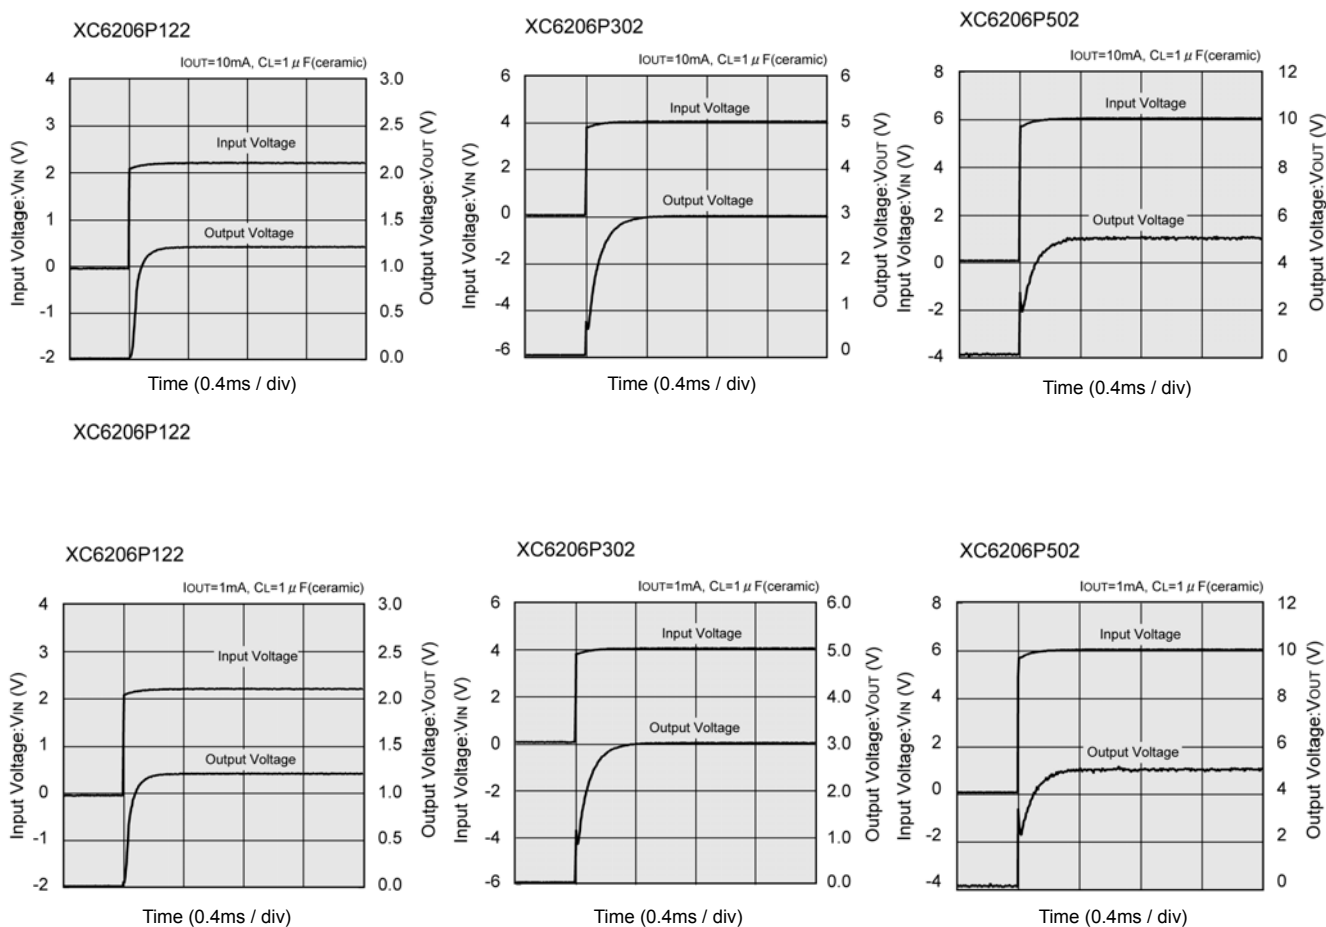 XC6206P122
IOUT=10mA, CL=1 μ F(ceramic)
4
3
2
1
0
-1
-2
Input Voltage:VIN (V)
Input Voltage
Output Voltage
3.0
2.5
2.0
1.5
1.0
0.5
0.0
Output Voltage:VOUT (V)
Time (0.4ms / div)
XC6206P302
IOUT=10mA, CL=1 μ F(ceramic)
6
4
2
0
-2
-4
-6
Input Voltage:VIN (V)
Input Voltage
Output Voltage
6
5
4
3
2
1
0
Output Voltage:VOUT (V)
Time (0.4ms / div)
XC6206P502
IOUT=10mA, CL=1 μ F(ceramic)
8
6
4
2
0
-2
-4
Input Voltage:VIN (V)
Input Voltage
Output Voltage
12
10
8
6
4
2
0
Output Voltage:VOUT (V)
Time (0.4ms / div)
XC6206P122
XC6206P122
IOUT=1mA, CL=1 μ F(ceramic)
4
3
2
1
0
-1
-2
Input Voltage:VIN (V)
Input Voltage
Output Voltage
3.0
2.5
2.0
1.5
1.0
0.5
0.0
Output Voltage:VOUT (V)
Time (0.4ms / div)
XC6206P302
IOUT=1mA, CL=1 μ F(ceramic)
6
4
2
0
-2
-4
-6
Input Voltage:VIN (V)
Input Voltage
Output Voltage
6.0
5.0
4.0
3.0
2.0
1.0
0.0
Output Voltage:VOUT (V)
Time (0.4ms / div)
XC6206P502
IOUT=1mA, CL=1 μ F(ceramic)
8
6
4
2
0
-2
-4
Input Voltage:VIN (V)
Input Voltage
Output Voltage
12
10
8
6
4
2
0
Output Voltage:VOUT (V)
Time (0.4ms / div)